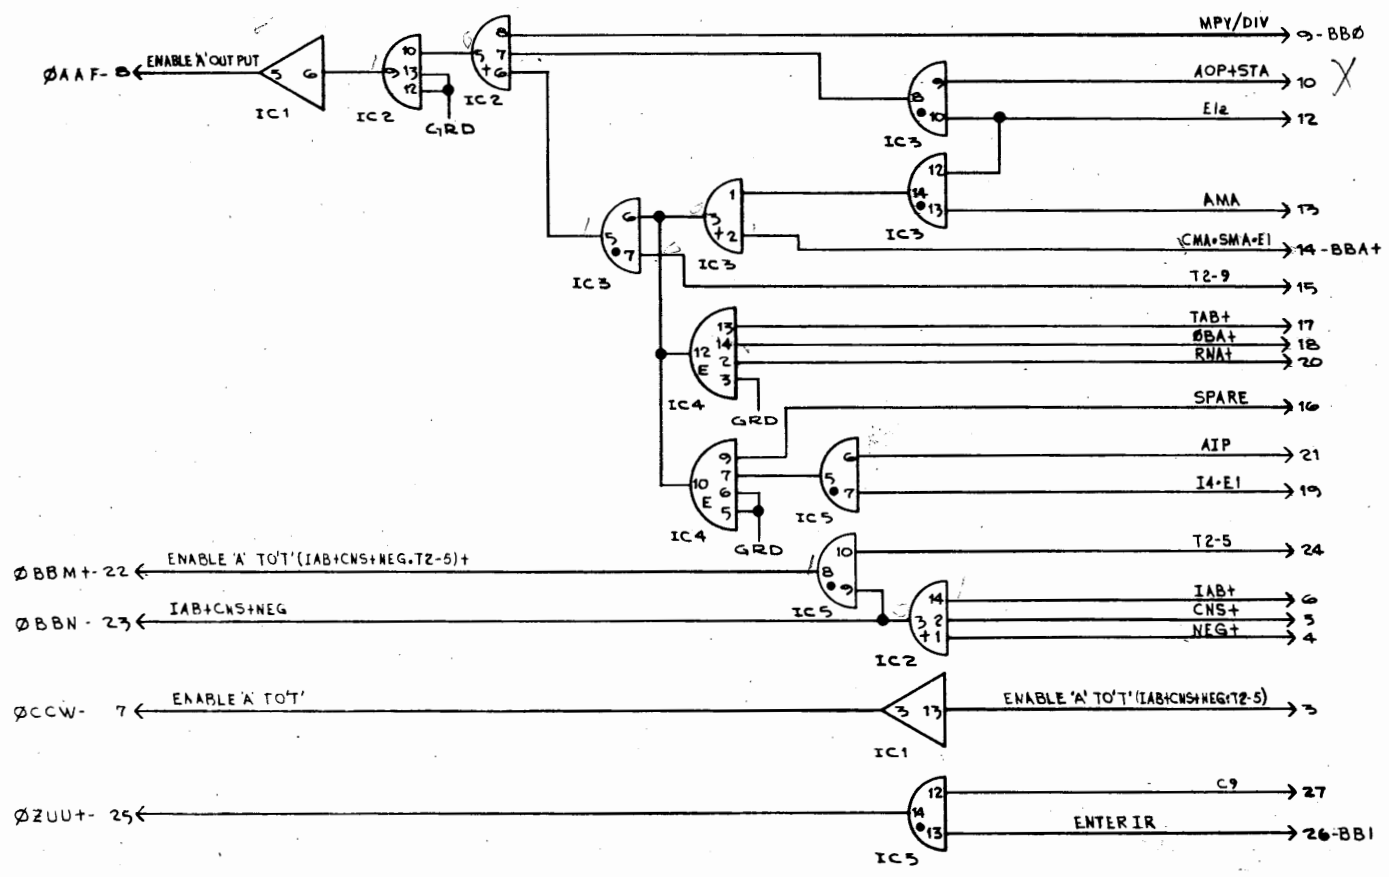 MPY/DIV
9-BBØ
8
7
+6
5
IC2
10
13
12
9
IC2
GRD
6
5
IC1
ENABLE 'A' OUTPUT
ØAAF- 8
AOP+STA
10
X
E12
12
9
8
10
IC3
12
14
13
IC3
AMA
13
CMA•SMA•E1
14-BBA+
1
3
+2
IC3
6
5
7
IC3
T2-9
15
TAB+
17
ØBA+
18
RNA+
20
13
14
12
2
E
3
IC4
GRD
SPARE
16
9
7
10
6
E
5
IC4
GRD
AIP
21
6
5
7
IC5
I4•E1
19
T2-5
24
10
8
9
IC5
ENABLE 'A' TO 'T' (IAB+CNS+NEG•T2-5)+
ØBBM+- 22
IAB+CNS+NEG
ØBBN- 23
IAB+
6
CNS+
5
NEG+
4
14
3 2
+1
IC2
ENABLE 'A' TO 'T'
ØCCW- 7
3 13
IC1
ENABLE 'A' TO 'T' (IAB+CNS+NEG•T2-5)
3
C9
27
12
14
13
IC5
ENTER IR
26-BBI
ØZUU+- 25